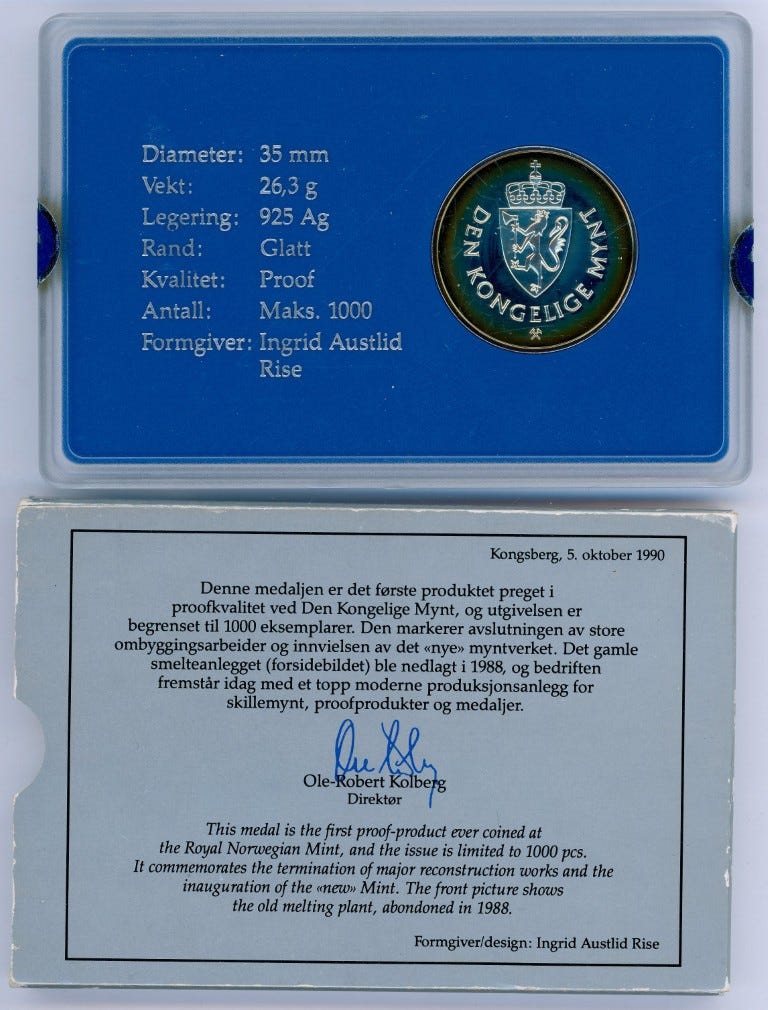 Diameter: 35 mm
Vekt: 26,3 g
Legering: 925 Ag
Rand: Glatt
Kvalitet: Proof
Antall: Maks. 1000
Formgiver: Ingrid Austlid
Rise
DEN KONGELIGE MYNT
Kongsberg, 5. oktober 1990
Denne medaljen er det første produktet preget i
proofkvalitet ved Den Kongelige Mynt, og utgivelsen er
begrenset til 1000 eksemplarer. Den markerer avslutningen av store
ombyggingsarbeider og innvielsen av det «nye» myntverket. Det gamle
smelteanlegget (forsidebildet) ble nedlagt i 1988, og bedriften
fremstår idag med et topp moderne produksjonsanlegg for
skillemynt, proofprodukter og medaljer.
Ole-Robert Kolberg
Direktør
This medal is the first proof-product ever coined at
the Royal Norwegian Mint, and the issue is limited to 1000 pcs.
It commemorates the termination of major reconstruction works and the
inauguration of the «new» Mint. The front picture shows
the old melting plant, abondoned in 1988.
Formgiver/design: Ingrid Austlid Rise